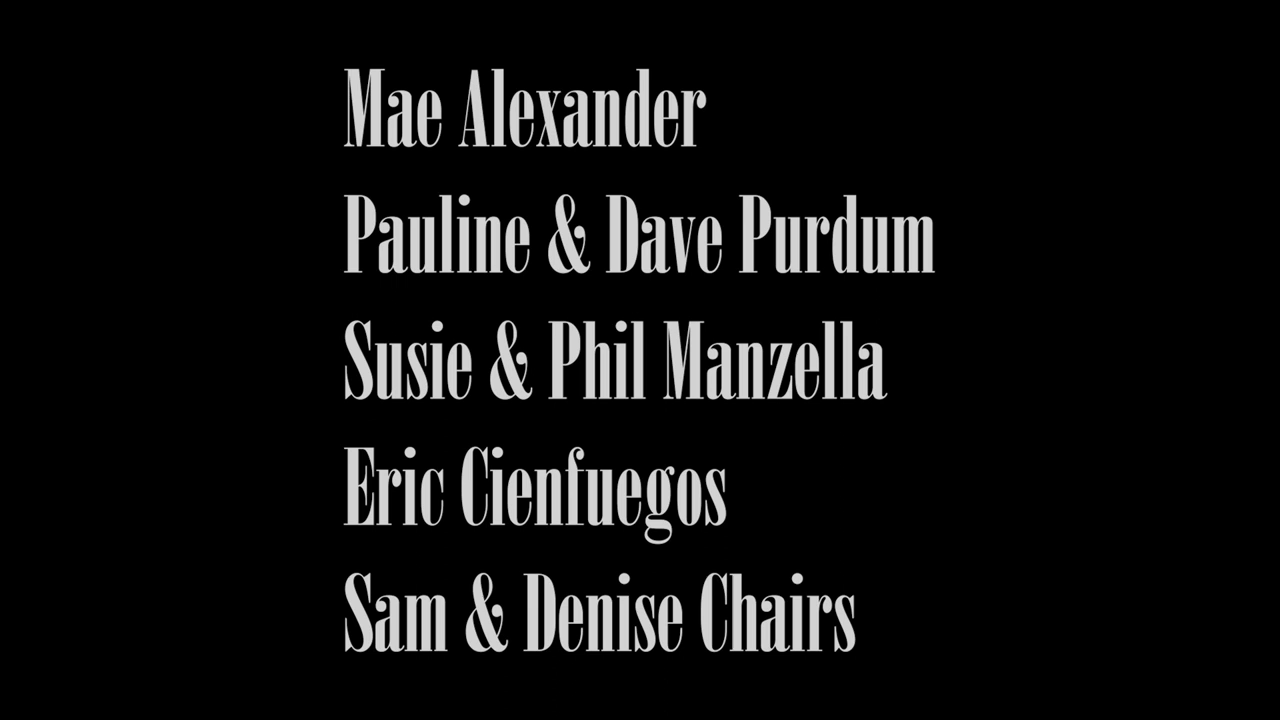 Mae Alexander
Pauline & Dave Purdum
Susie & Phil Manzella
Eric Cienfuegos
Sam & Denise Chairs